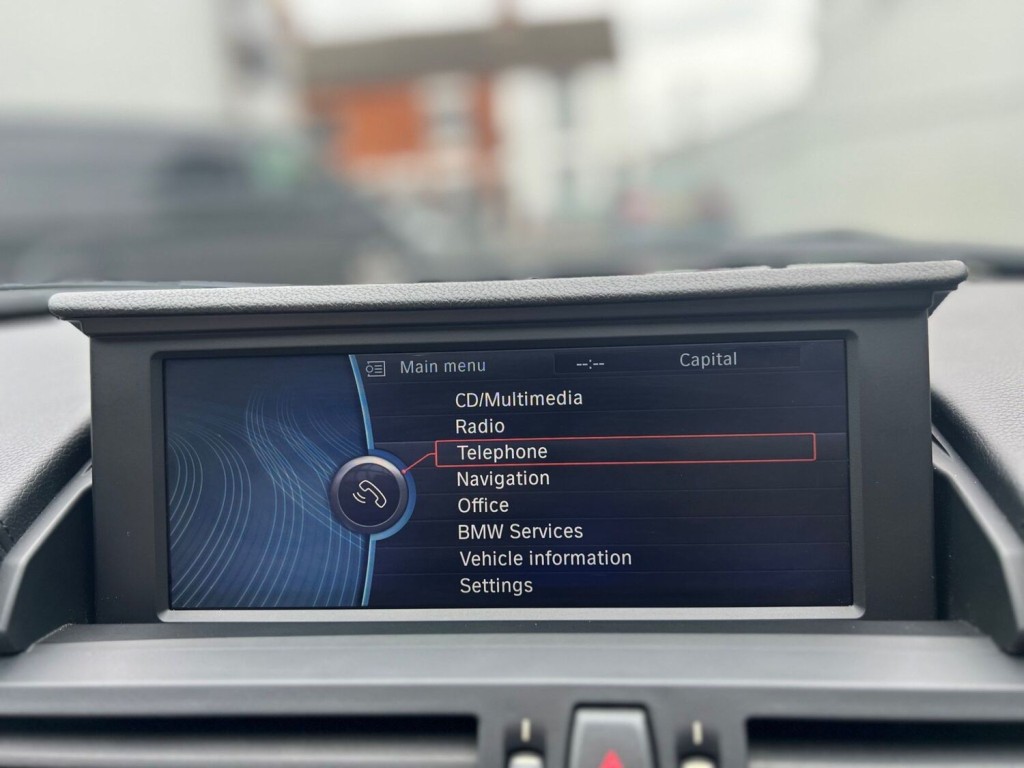 Main menu --:-- Capital
CD/Multimedia
Radio
Telephone
Navigation
Office
BMW Services
Vehicle information
Settings